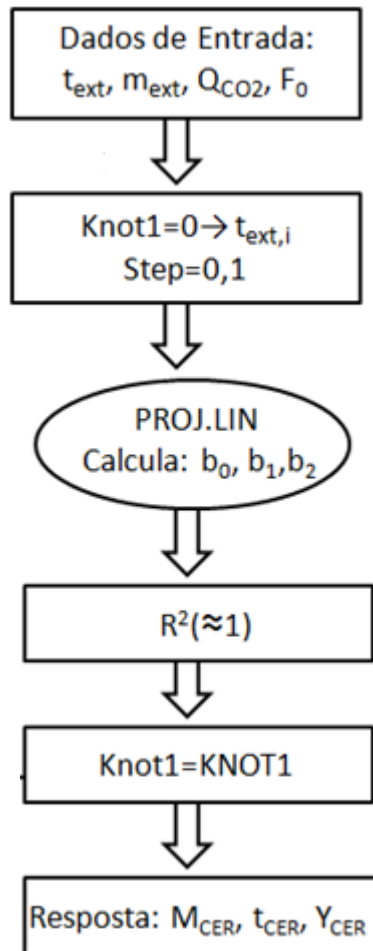 Dados de Entrada:
t_ext, m_ext, Q_CO2, F_0
Knot1=0→ t_ext,i
Step=0,1
PROJ.LIN
Calcula: b_0, b_1,b_2
R²(≈1)
Knot1=KNOT1
Resposta: M_CER, t_CER, Y_CER